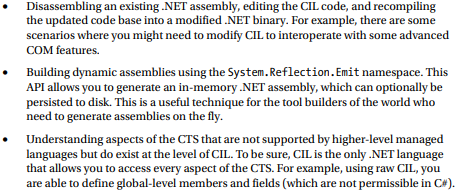 • Disassembling an existing .NET assembly, editing the CIL code, and recompiling
the updated code base into a modified .NET binary. For example, there are some
scenarios where you might need to modify CIL to interoperate with some advanced
COM features.
• Building dynamic assemblies using the System.Reflection.Emit namespace. This
API allows you to generate an in-memory .NET assembly, which can optionally be
persisted to disk. This is a useful technique for the tool builders of the world who
need to generate assemblies on the fly.
• Understanding aspects of the CTS that are not supported by higher-level managed
languages but do exist at the level of CIL. To be sure, CIL is the only .NET language
that allows you to access every aspect of the CTS. For example, using raw CIL, you
are able to define global-level members and fields (which are not permissible in C#).